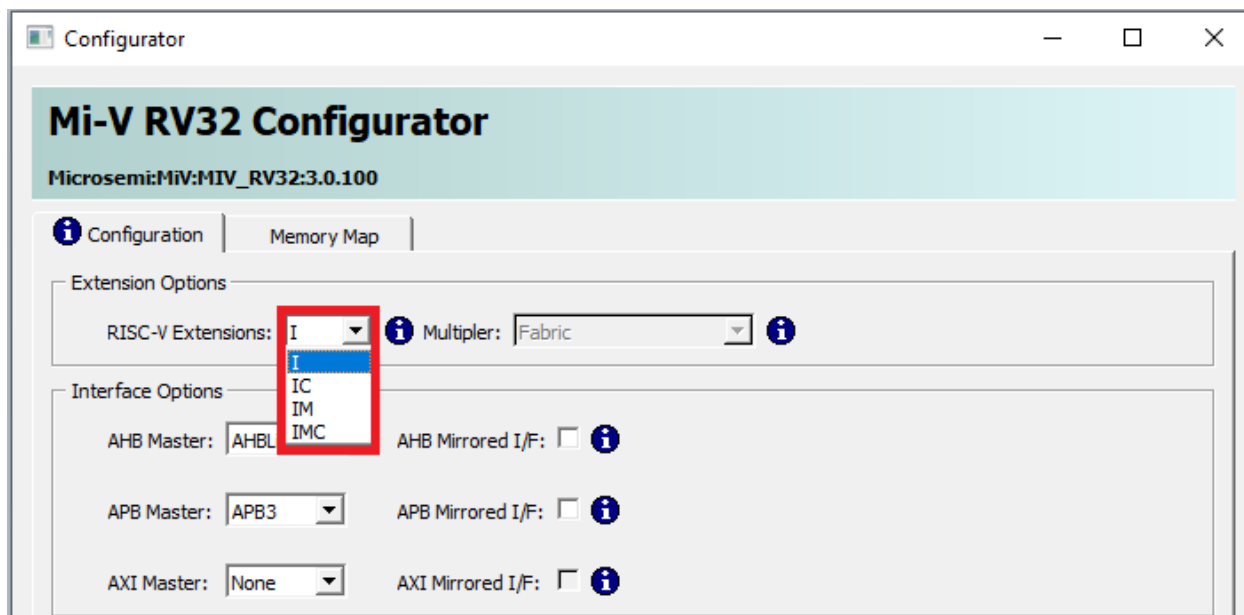 Configurator
Mi-V RV32 Configurator
Microsemi:MiV:MIV_RV32:3.0.100
Configuration Memory Map
Extension Options
RISC-V Extensions: I Multipler: Fabric
I
IC
IM
IMC
Interface Options
AHB Master: AHBL AHB Mirrored I/F:
APB Master: APB3 APB Mirrored I/F:
AXI Master: None AXI Mirrored I/F: